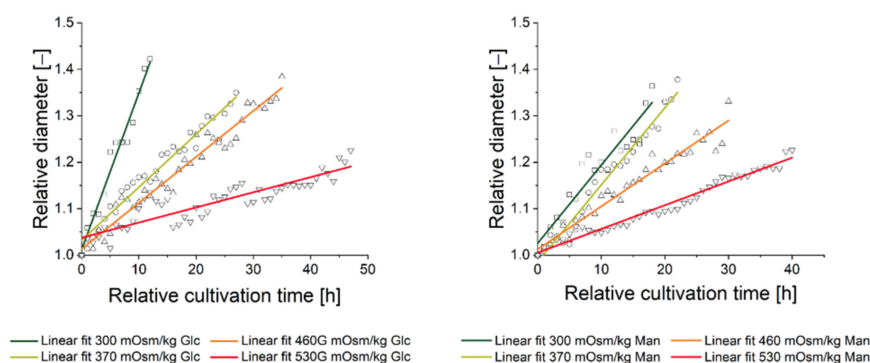 1.5
1.4
1.3
1.2
1.1
1.0
0 10 20 30 40 50
Relative diameter [–]
Relative cultivation time [h]
Linear fit 300 mOsm/kg Glc Linear fit 460G mOsm/kg Glc
Linear fit 370 mOsm/kg Glc Linear fit 530G mOsm/kg Glc
1.5
1.4
1.3
1.2
1.1
1.0
0 10 20 30 40
Relative diameter [–]
Relative cultivation time [h]
Linear fit 300 mOsm/kg Man Linear fit 460 mOsm/kg Man
Linear fit 370 mOsm/kg Man Linear fit 530 mOsm/kg Man